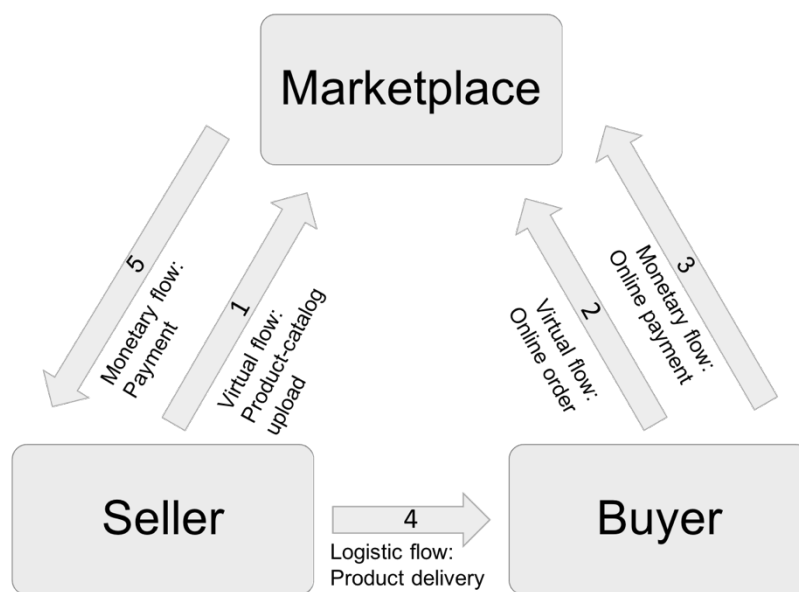 Marketplace
5
Monetary flow:
Payment
1
Virtual flow:
Product-catalog
upload
2
Virtual flow:
Online order
3
Monetary flow:
Online payment
Seller
4
Logistic flow:
Product delivery
Buyer